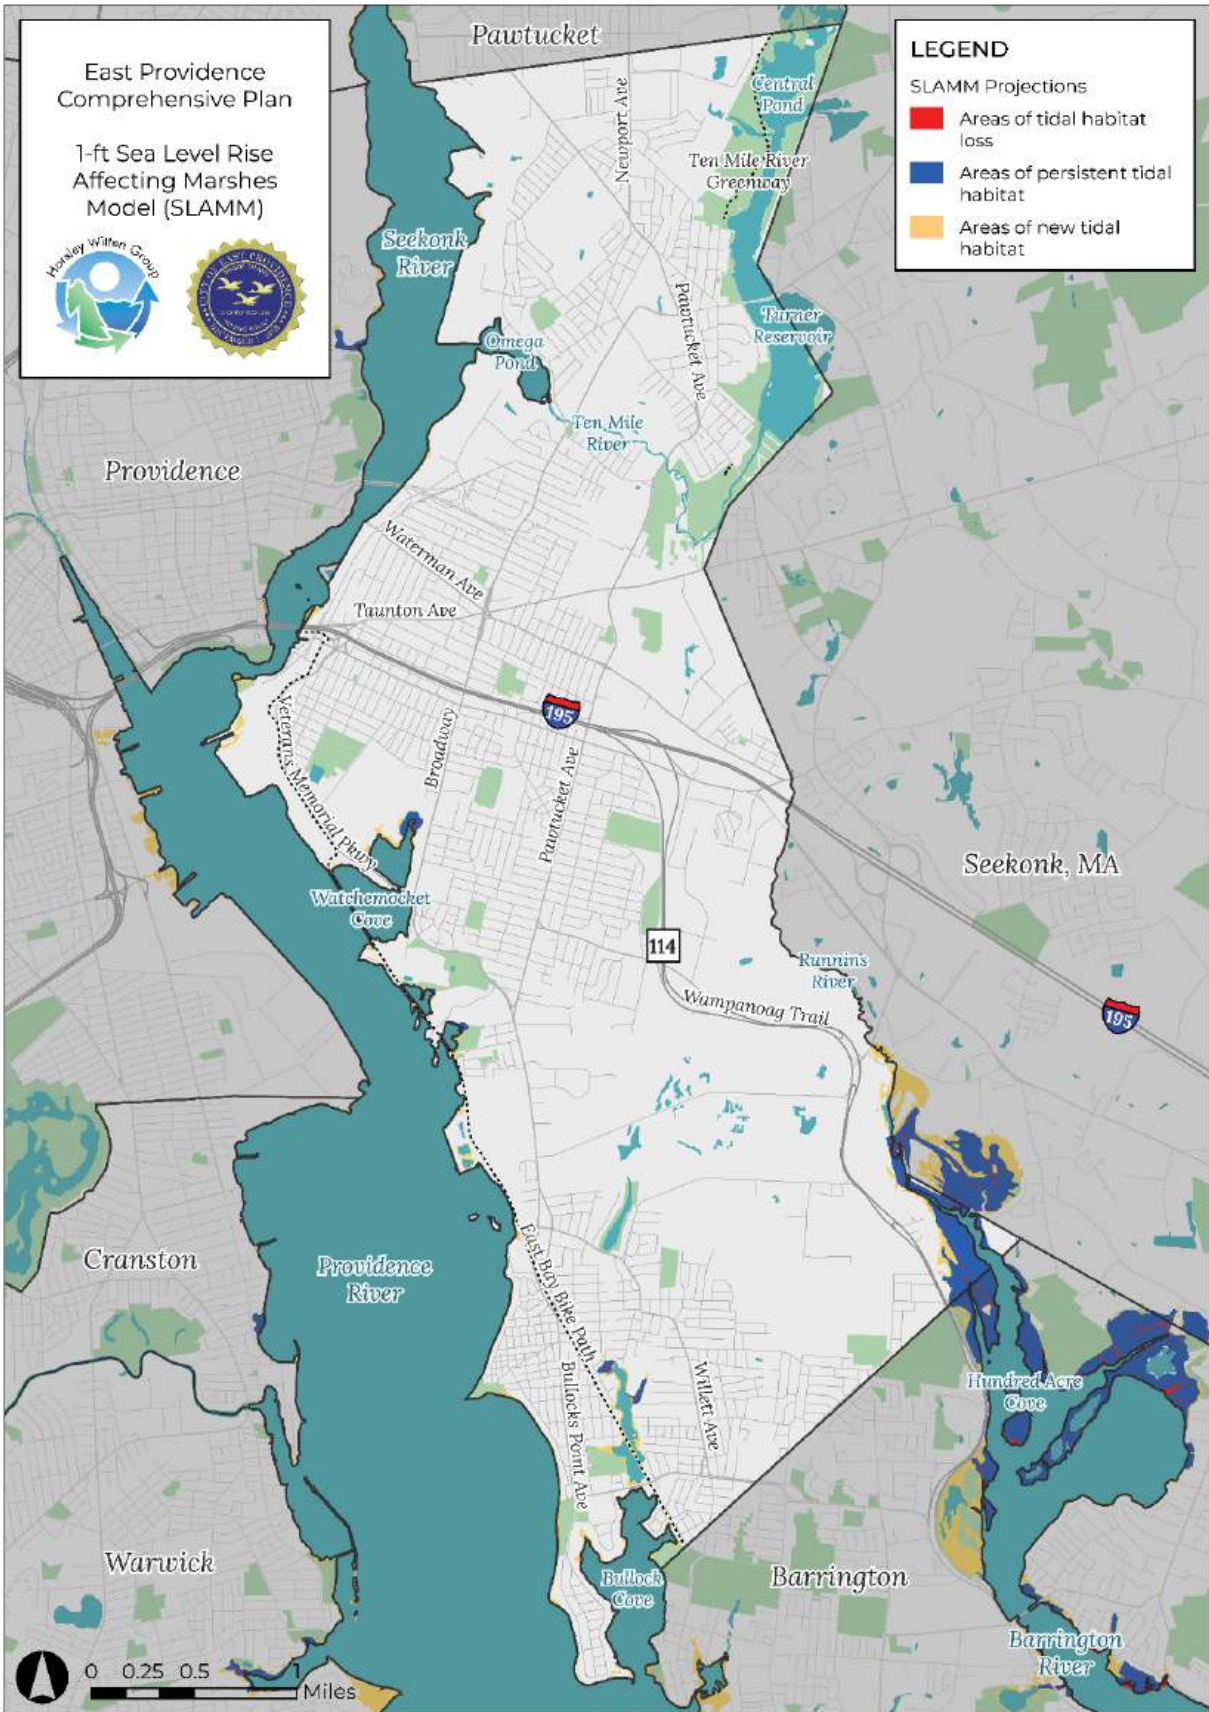 East Providence
Comprehensive Plan
1-ft Sea Level Rise
Affecting Marshes
Model (SLAMM)
Horsley Witten Group
LEGEND
SLAMM Projections
Areas of tidal habitat
loss
Areas of persistent tidal
habitat
Areas of new tidal
habitat
Pawtucket
Central
Pond
Newport Ave
Ten Mile River
Greenway
Seekonk
River
Pawtucket Ave
Turner
Reservoir
Omega
Pond
Ten Mile
River
Providence
Waterman Ave
Taunton Ave
195
Veterans Memorial Pkwy
Broadway
Pawtucket Ave
Seekonk, MA
Watchemocket
Cove
114
Runnins
River
Wampanoag Trail
195
Cranston
Providence
River
East Bay Bike Path
Bullocks Point Ave
Willett Ave
Hundred Acre
Cove
Warwick
Bullock
Cove
Barrington
Barrington
River
0 0.25 0.5 1
Miles